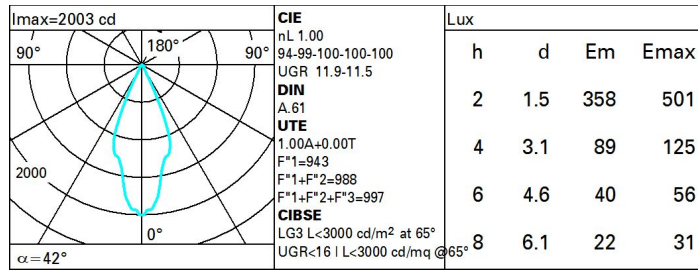 Imax=2003 cd
90° 180° 90°
2000
0°
α=42°
CIE
nL 1.00
94-99-100-100-100
UGR 11.9-11.5
DIN
A.61
UTE
1.00A+0.00T
F"1=943
F"1+F"2=988
F"1+F"2+F"3=997
CIBSE
LG3 L<3000 cd/m² at 65°
UGR<16 | L<3000 cd/mq @65°
Lux
h d Em Emax
2 1.5 358 501
4 3.1 89 125
6 4.6 40 56
8 6.1 22 31